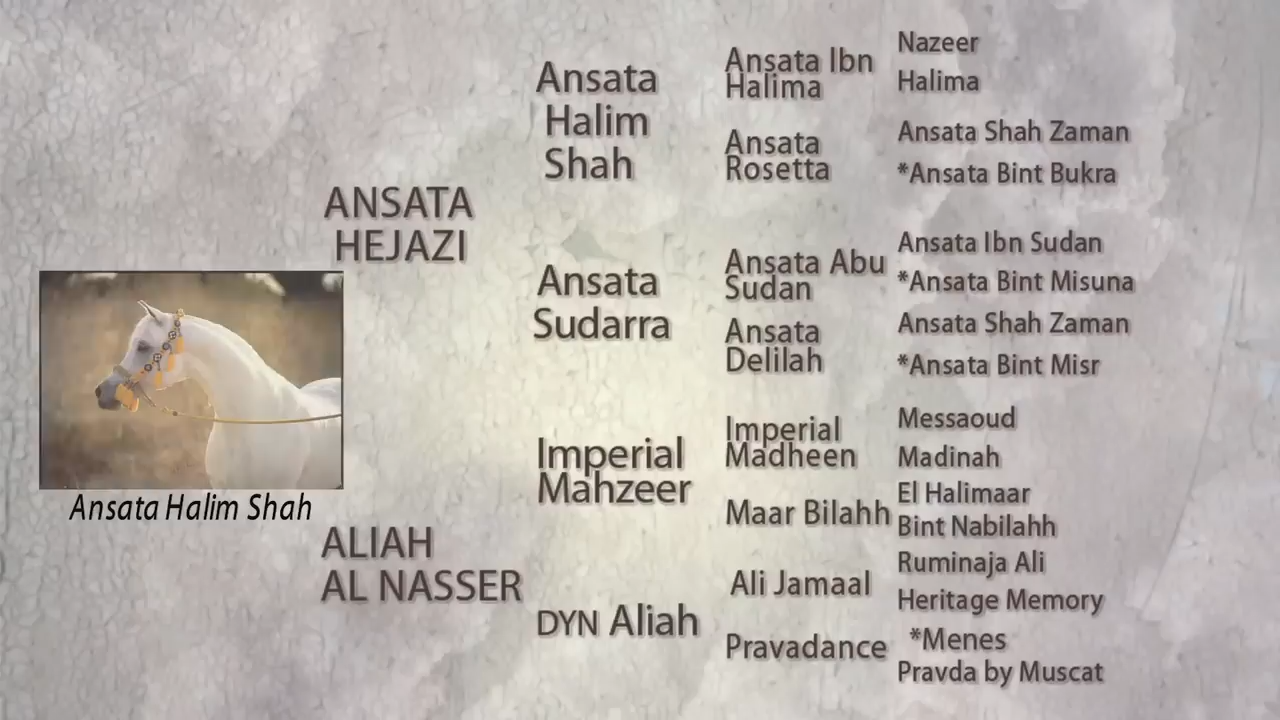 ANSATA
HEJAZI
Ansata Halim Shah
ALIAH
AL NASSER
Ansata
Halim
Shah
Ansata
Sudarra
Imperial
Mahzeer
DYN Aliah
Ansata Ibn
Halima
Ansata
Rosetta
Ansata Abu
Sudan
Ansata
Delilah
Imperial
Madheen
Maar Bilahh
Ali Jamaal
Pravadance
Nazeer
Halima
Ansata Shah Zaman
*Ansata Bint Bukra
Ansata Ibn Sudan
*Ansata Bint Misuna
Ansata Shah Zaman
*Ansata Bint Misr
Messaoud
Madinah
El Halimaar
Bint Nabilahh
Ruminaja Ali
Heritage Memory
*Menes
Pravda by Muscat